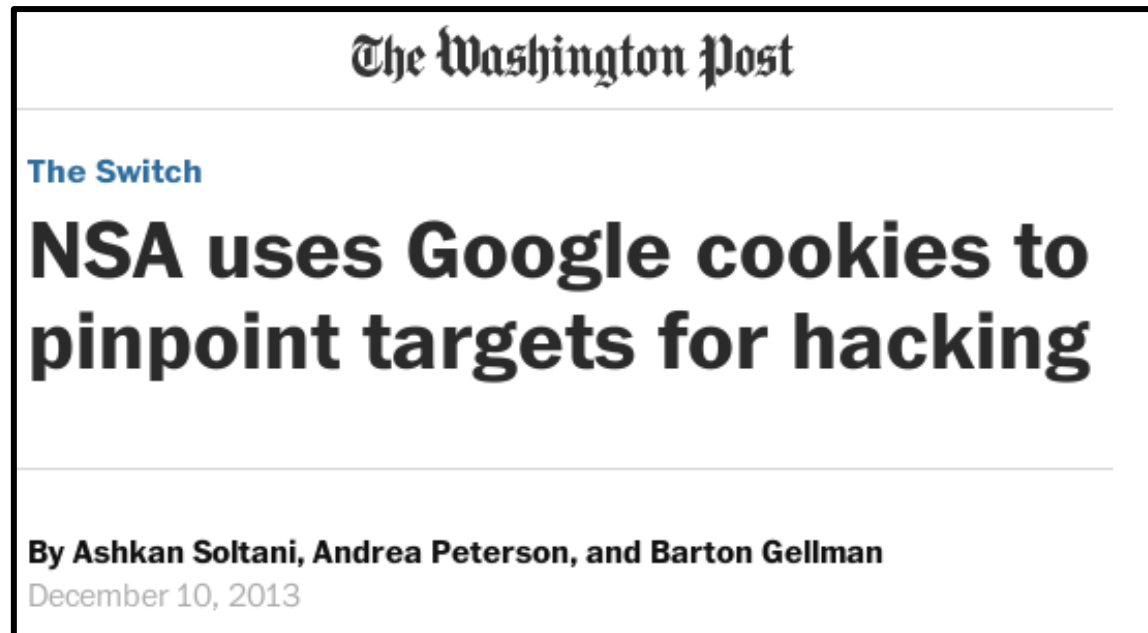 The Washington Post
The Switch
NSA uses Google cookies to
pinpoint targets for hacking
By Ashkan Soltani, Andrea Peterson, and Barton Gellman
December 10, 2013